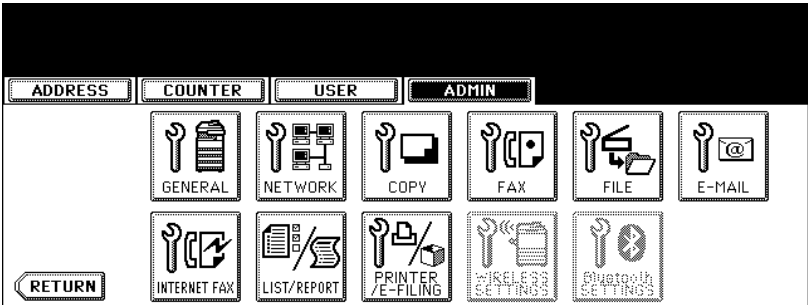 ADDRESS COUNTER USER ADMIN
GENERAL NETWORK COPY FAX FILE E-MAIL
@
INTERNET FAX LIST/REPORT PRINTER /E-FILING WIRELESS SETTINGS Bluetooth SETTINGS
RETURN